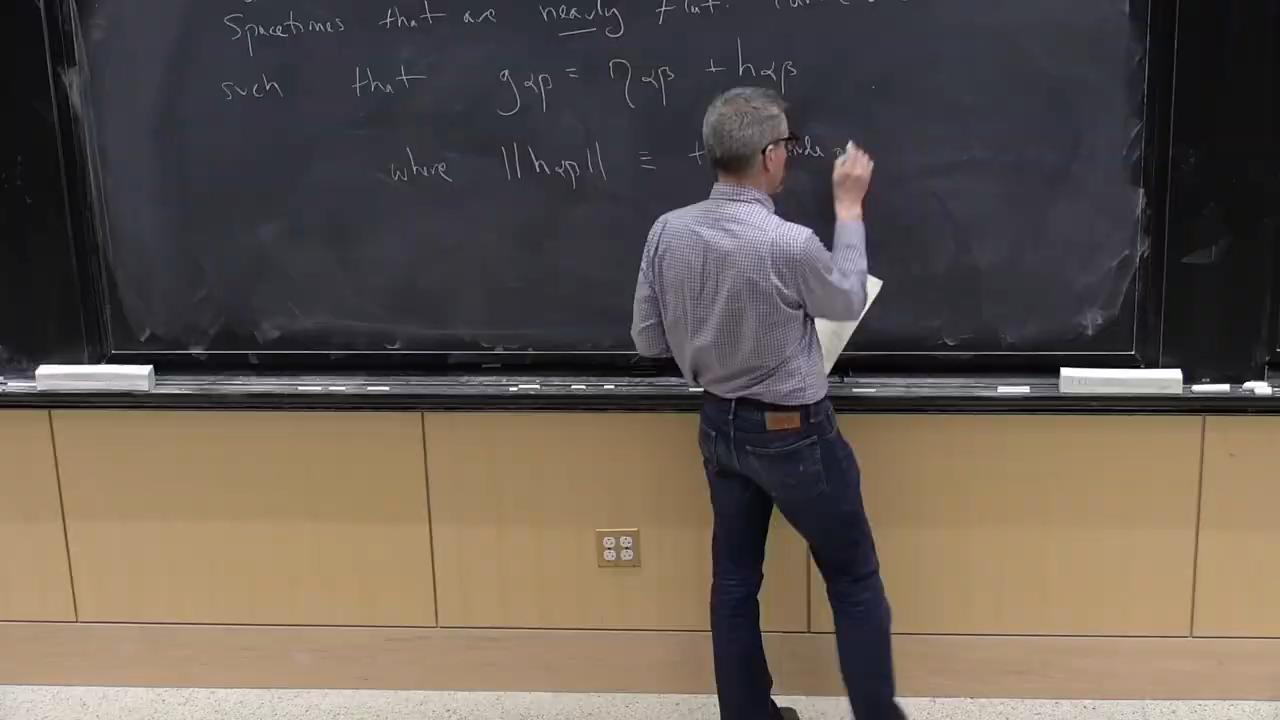 Spacetimes that are nearly flat.
such that gαβ = ηαβ + hαβ
where ||hαβ|| ≡